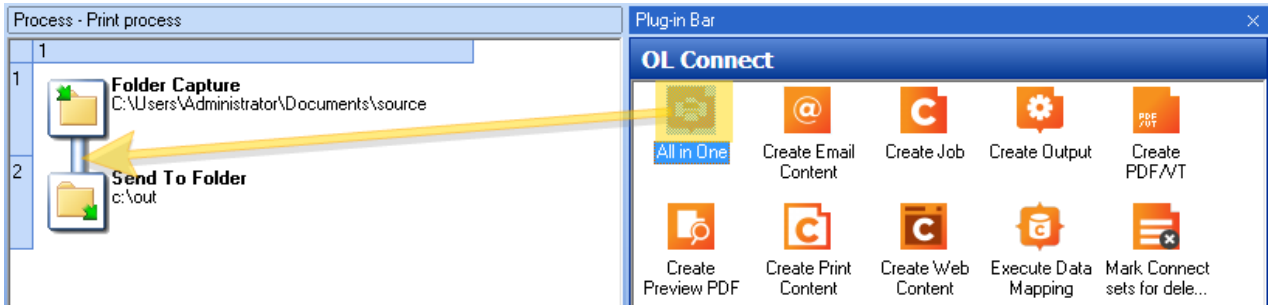 Process - Print process
1
1
Folder Capture
C:\Users\Administrator\Documents\source
2
Send To Folder
c:\out
Plug-in Bar
OL Connect
All in One
Create Email
Content
Create Job
Create Output
PDF
/VT
Create
PDF/VT
Create
Preview PDF
Create Print
Content
Create Web
Content
Execute Data
Mapping
Mark Connect
sets for dele...